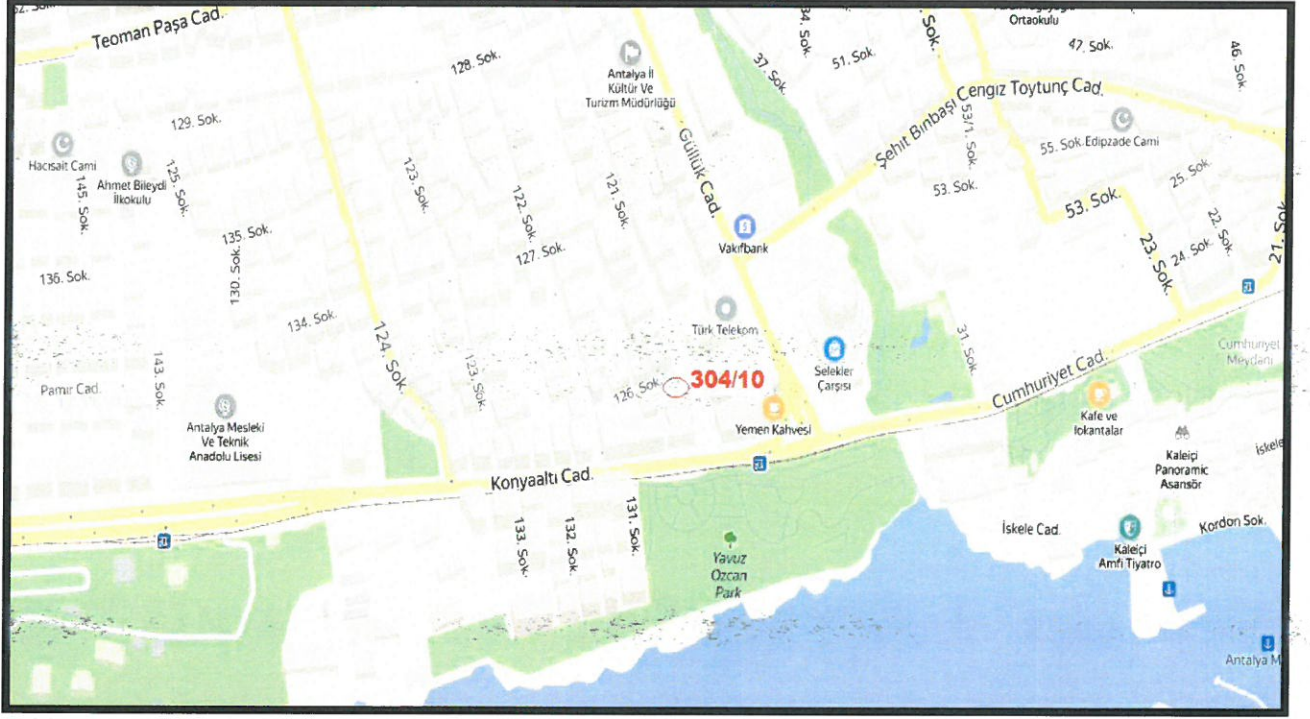 Teoman Paşa Cad.
34. Sok.
Sok.
Ortaokulu
47. Sok.
46. Sok.
128. Sok.
Antalya İl
Kültür Ve
Turizm Müdürlüğü
37. Sok.
51. Sok.
Şehit Binbaşı Cengiz Toytunç Cad.
129. Sok.
53/1. Sok.
55. Sok.
Edipzade Cami
Hacısait Cami
Ahmet Bileydi
İlkokulu
145. Sok.
125. Sok.
123. Sok.
122. Sok.
121. Sok.
Güllük Cad.
53. Sok.
25. Sok.
53. Sok.
22. Sok.
135. Sok.
127. Sok.
Vakıfbank
23. Sok.
24. Sok.
21. Sok
136. Sok.
130. Sok.
134. Sok.
124. Sok.
Türk Telekom
31. Sok.
Cumhuriyet
Meydanı
Pamir Cad.
143. Sok.
123. Sok.
126. Sok.
304/10
Selekler
Çarşısı
Cumhuriyet Cad.
Antalya Mesleki
Ve Teknik
Anadolu Lisesi
Yemen Kahvesi
Kafe ve
lokantalar
Kaleiçi
Panoramic
Asansör
İskele
Konyaaltı Cad.
133. Sok.
132. Sok.
131. Sok.
İskele Cad.
Kordon Sok.
Yavuz
Özcan
Park
Kaleiçi
Amfi Tiyatro
Antalya M